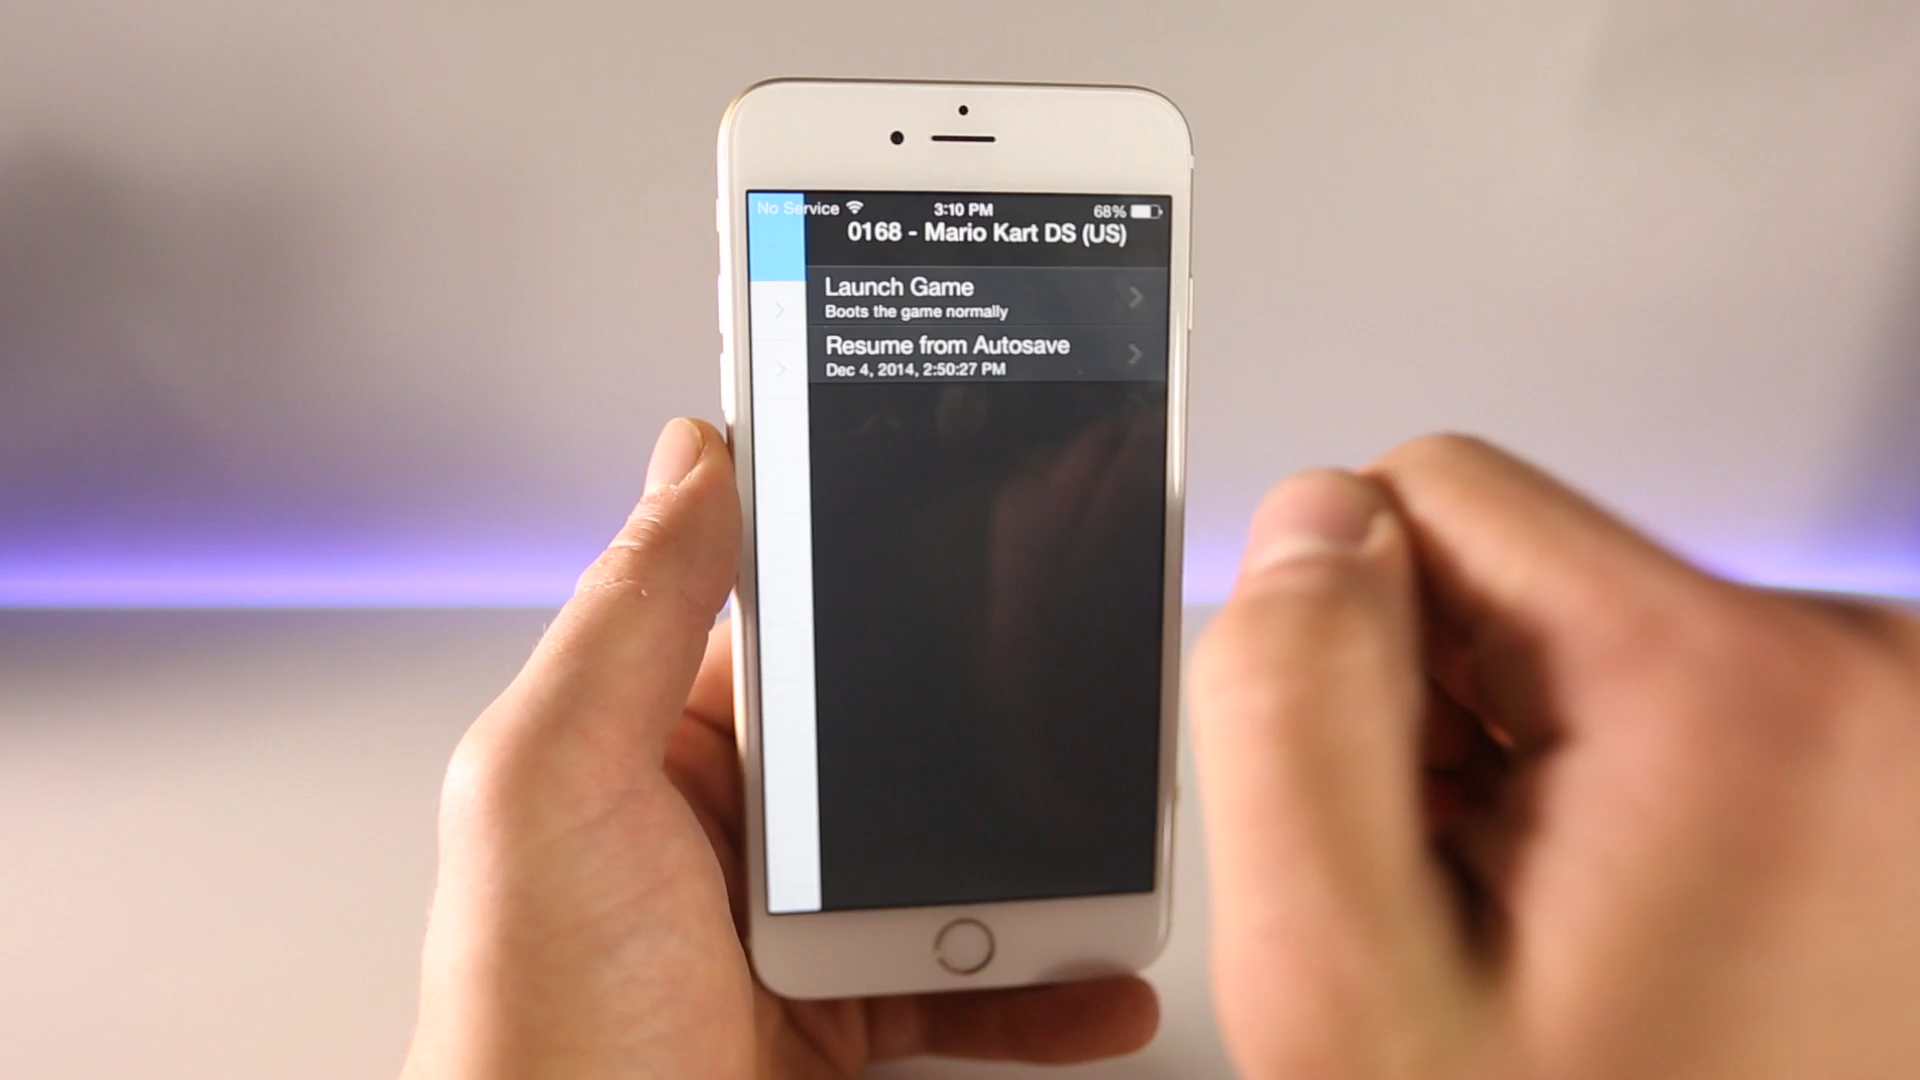 No Service 3:10 PM 68%
0168 - Mario Kart DS (US)
Launch Game
Boots the game normally
Resume from Autosave
Dec 4, 2014, 2:50:27 PM